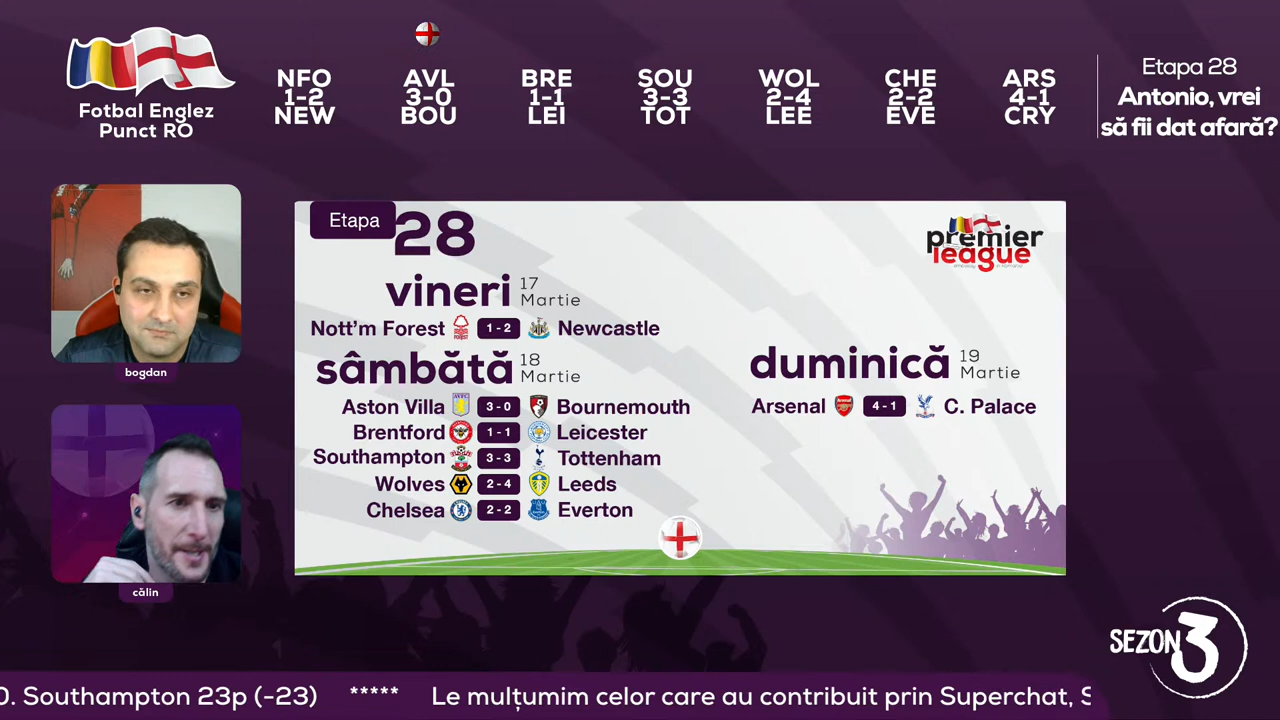 Fotbal Englez
Punct RO
NFO
1-2
NEW
AVL
3-0
BOU
BRE
1-1
LEI
SOU
3-3
TOT
WOL
2-4
LEE
CHE
2-2
EVE
ARS
4-1
CRY
Etapa 28
Antonio, vrei
să fii dat afară?
bogdan
călin
Etapa 28
premier
league
vineri 17 Martie
Nott'm Forest 1 - 2 Newcastle
sâmbătă 18 Martie
Aston Villa 3 - 0 Bournemouth
Brentford 1 - 1 Leicester
Southampton 3 - 3 Tottenham
Wolves 2 - 4 Leeds
Chelsea 2 - 2 Everton
duminică 19 Martie
Arsenal 4 - 1 C. Palace
SEZON 3
0. Southampton 23p (-23) ***** Le mulțumim celor care au contribuit prin Superchat, S